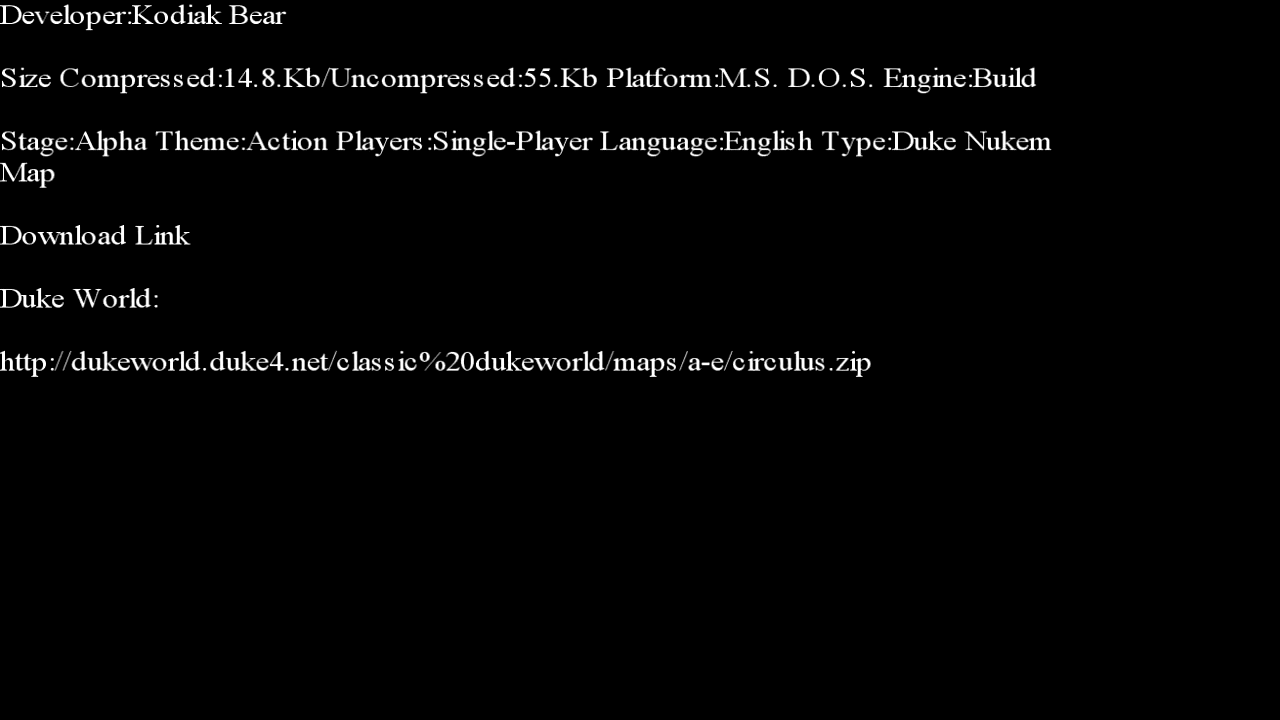 Developer:Kodiak Bear
Size Compressed:14.8.Kb/Uncompressed:55.Kb Platform:M.S. D.O.S. Engine:Build
Stage:Alpha Theme:Action Players:Single-Player Language:English Type:Duke Nukem
Map
Download Link
Duke World:
http://dukeworld.duke4.net/classic%20dukeworld/maps/a-e/circulus.zip